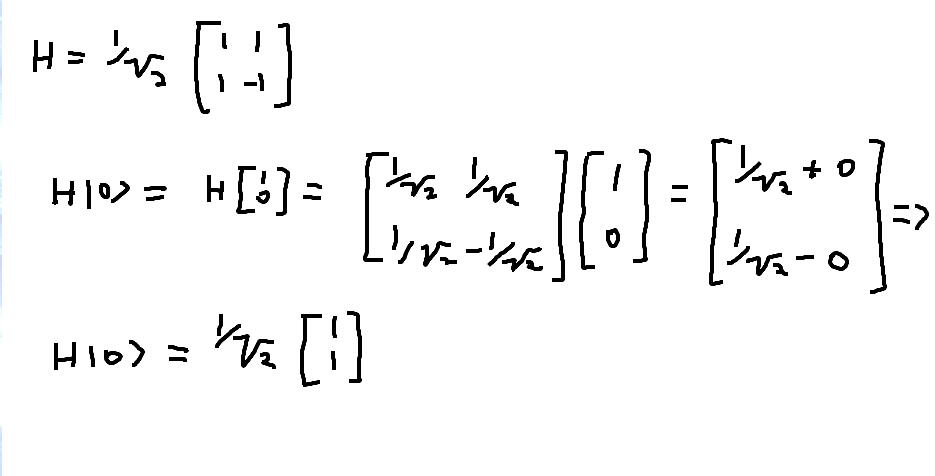 H = 1/√2 [1 1; 1 -1]
H|0> = H[1; 0] = [1/√2 1/√2; 1/√2 -1/√2][1; 0] = [1/√2 + 0; 1/√2 - 0] =>
H|0> = 1/√2 [1; 1]